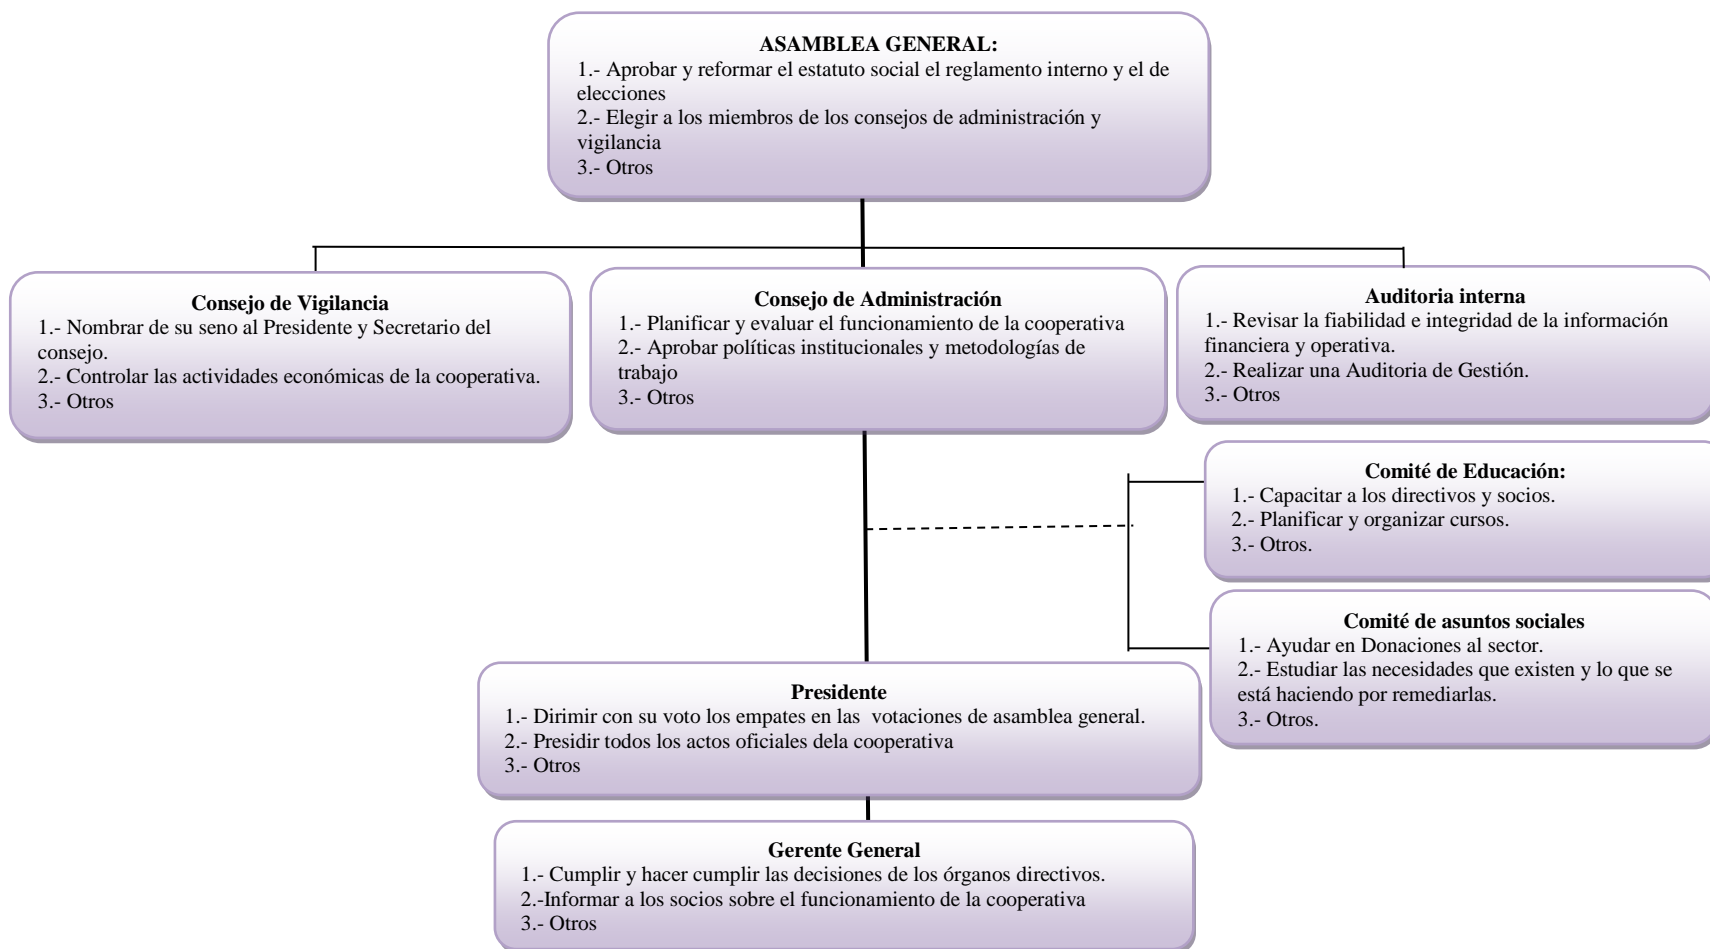 ASAMBLEA GENERAL:
1.- Aprobar y reformar el estatuto social el reglamento interno y el de
elecciones
2.- Elegir a los miembros de los consejos de administración y
vigilancia
3.- Otros
Consejo de Vigilancia
1.- Nombrar de su seno al Presidente y Secretario del
consejo.
2.- Controlar las actividades económicas de la cooperativa.
3.- Otros
Consejo de Administración
1.- Planificar y evaluar el funcionamiento de la cooperativa
2.- Aprobar políticas institucionales y metodologías de
trabajo
3.- Otros
Auditoria interna
1.- Revisar la fiabilidad e integridad de la información
financiera y operativa.
2.- Realizar una Auditoria de Gestión.
3.- Otros
Comité de Educación:
1.- Capacitar a los directivos y socios.
2.- Planificar y organizar cursos.
3.- Otros.
Comité de asuntos sociales
1.- Ayudar en Donaciones al sector.
2.- Estudiar las necesidades que existen y lo que se
está haciendo por remediarlas.
3.- Otros.
Presidente
1.- Dirimir con su voto los empates en las  votaciones de asamblea general.
2.- Presidir todos los actos oficiales dela cooperativa
3.- Otros
Gerente General
1.- Cumplir y hacer cumplir las decisiones de los órganos directivos.
2.-Informar a los socios sobre el funcionamiento de la cooperativa
3.- Otros